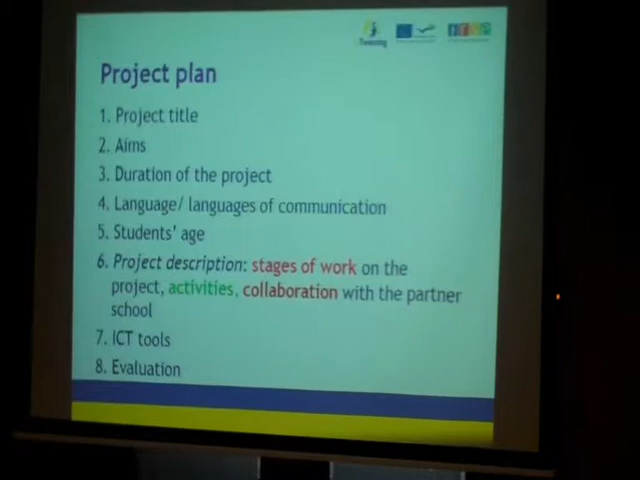 Project plan
1. Project title
2. Aims
3. Duration of the project
4. Language/ languages of communication
5. Students' age
6. Project description: stages of work on the
project, activities, collaboration with the partner
school
7. ICT tools
8. Evaluation